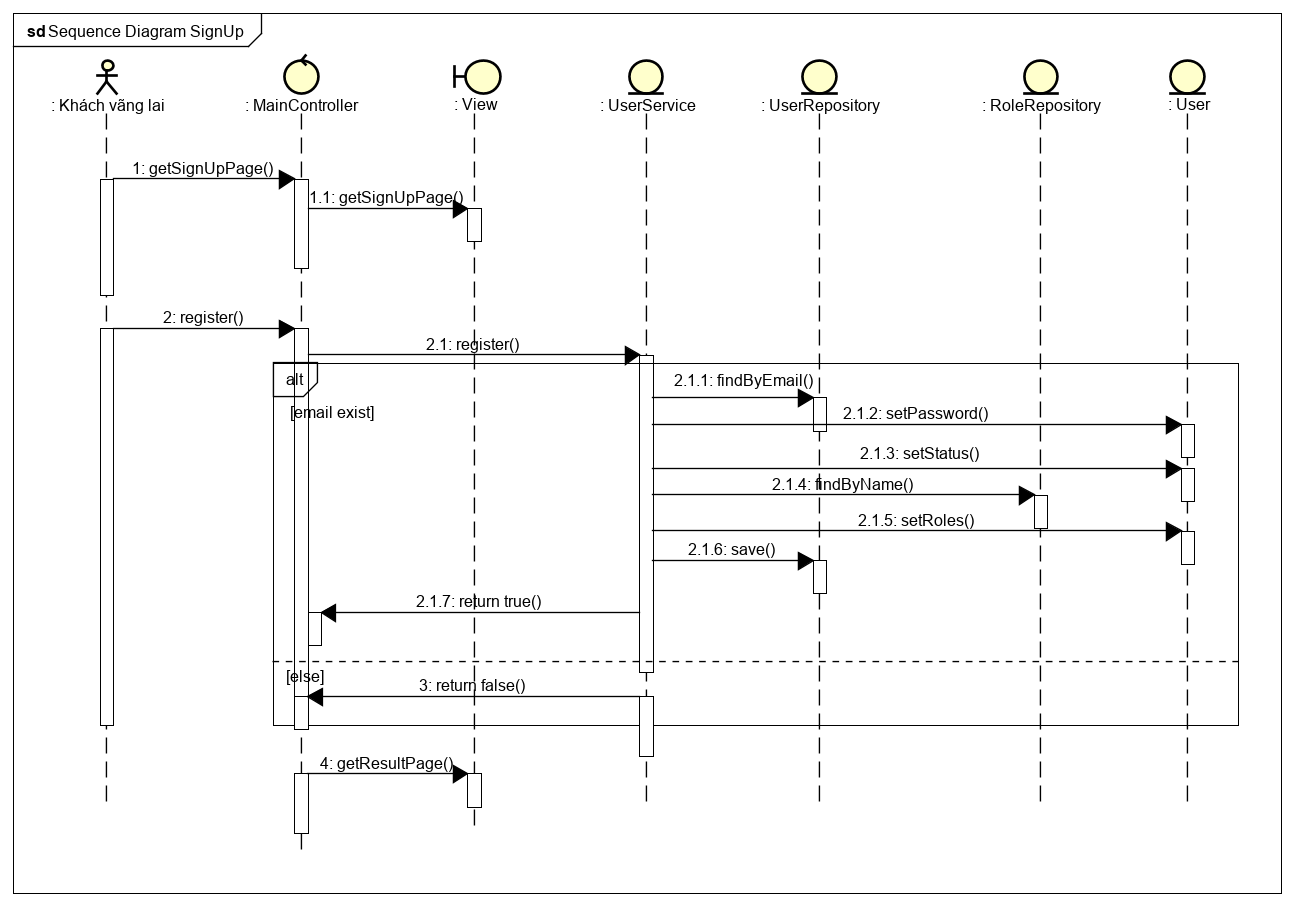 sd Sequence Diagram SignUp
: Khách vãng lai
: MainController
: View
: UserService
: UserRepository
: RoleRepository
: User
1: getSignUpPage()
1.1: getSignUpPage()
2: register()
2.1: register()
alt
2.1.1: findByEmail()
[email exist]
2.1.2: setPassword()
2.1.3: setStatus()
2.1.4: findByName()
2.1.5: setRoles()
2.1.6: save()
2.1.7: return true()
[else]
3: return false()
4: getResultPage()